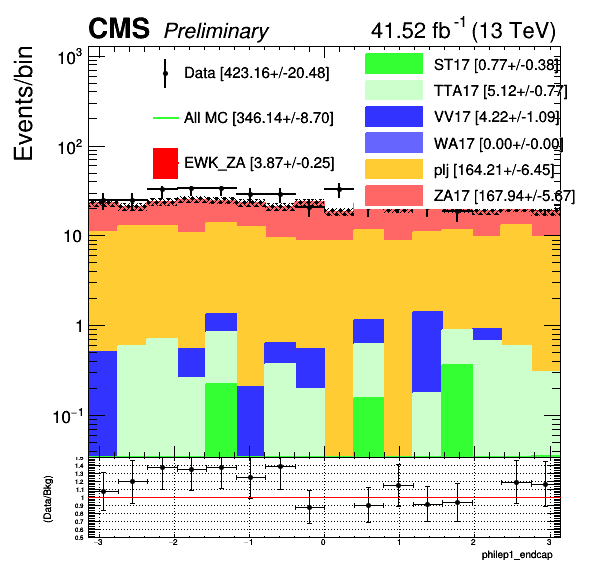 CMS Preliminary 41.52 fb⁻¹ (13 TeV)
Events/bin
10³
10²
10
1
10⁻¹
Data [423.16+/-20.48]
All MC [346.14+/-8.70]
EWK_ZA [3.87+/-0.25]
ST17 [0.77+/-0.38]
TTA17 [5.12+/-0.77]
VV17 [4.22+/-1.09]
WA17 [0.00+/-0.00]
plj [164.21+/-6.45]
ZA17 [167.94+/-5.67]
(Data/Bkg)
1.5
1.4
1.3
1.2
1.1
1
0.9
0.8
0.7
0.6
0.5
−3 −2 −1 0 1 2 3
philep1_endcap